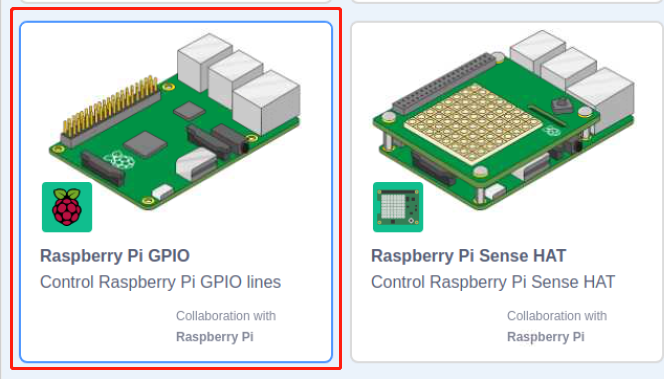 Raspberry Pi GPIO
Control Raspberry Pi GPIO lines
Collaboration with
Raspberry Pi
Raspberry Pi Sense HAT
Control Raspberry Pi Sense HAT
Collaboration with
Raspberry Pi